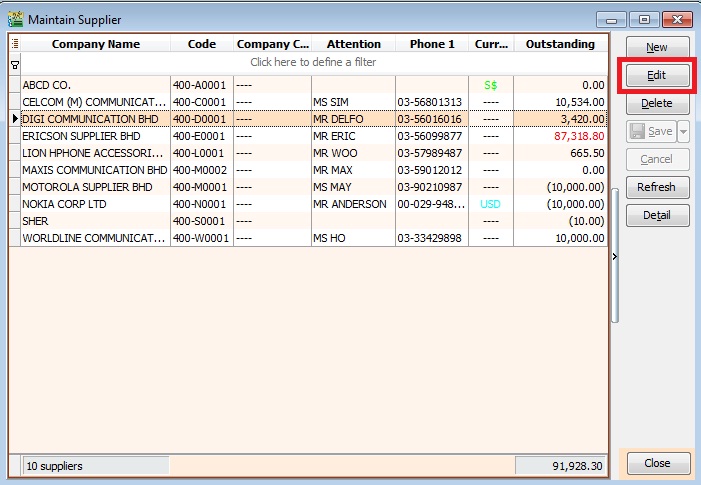 Maintain Supplier
Company Name Code Company C... Attention Phone 1 Curr... Outstanding
Click here to define a filter
ABCD CO. 400-A0001 ---- S$ 0.00
CELCOM (M) COMMUNICAT... 400-C0001 ---- MS SIM 03-56801313 ---- 10,534.00
DIGI COMMUNICATION BHD 400-D0001 ---- MR DELFO 03-56016016 ---- 3,420.00
ERICSON SUPPLIER BHD 400-E0001 ---- MR ERIC 03-56099877 ---- 87,318.80
LION HPHONE ACCESSORI... 400-L0001 ---- MR WOO 03-57989487 ---- 665.50
MAXIS COMMUNICATION BHD 400-M0002 ---- MR MAX 03-59012012 ---- 0.00
MOTOROLA SUPPLIER BHD 400-M0001 ---- MS MAY 03-90210987 ---- (10,000.00)
NOKIA CORP LTD 400-N0001 ---- MR ANDERSON 00-029-948... USD (10,000.00)
SHER 400-S0001 ---- ---- (10.00)
WORLDLINE COMMUNICAT... 400-W0001 ---- MS HO 03-33429898 ---- 10,000.00
10 suppliers 91,928.30
New
Edit
Delete
Save
Cancel
Refresh
Detail
Close